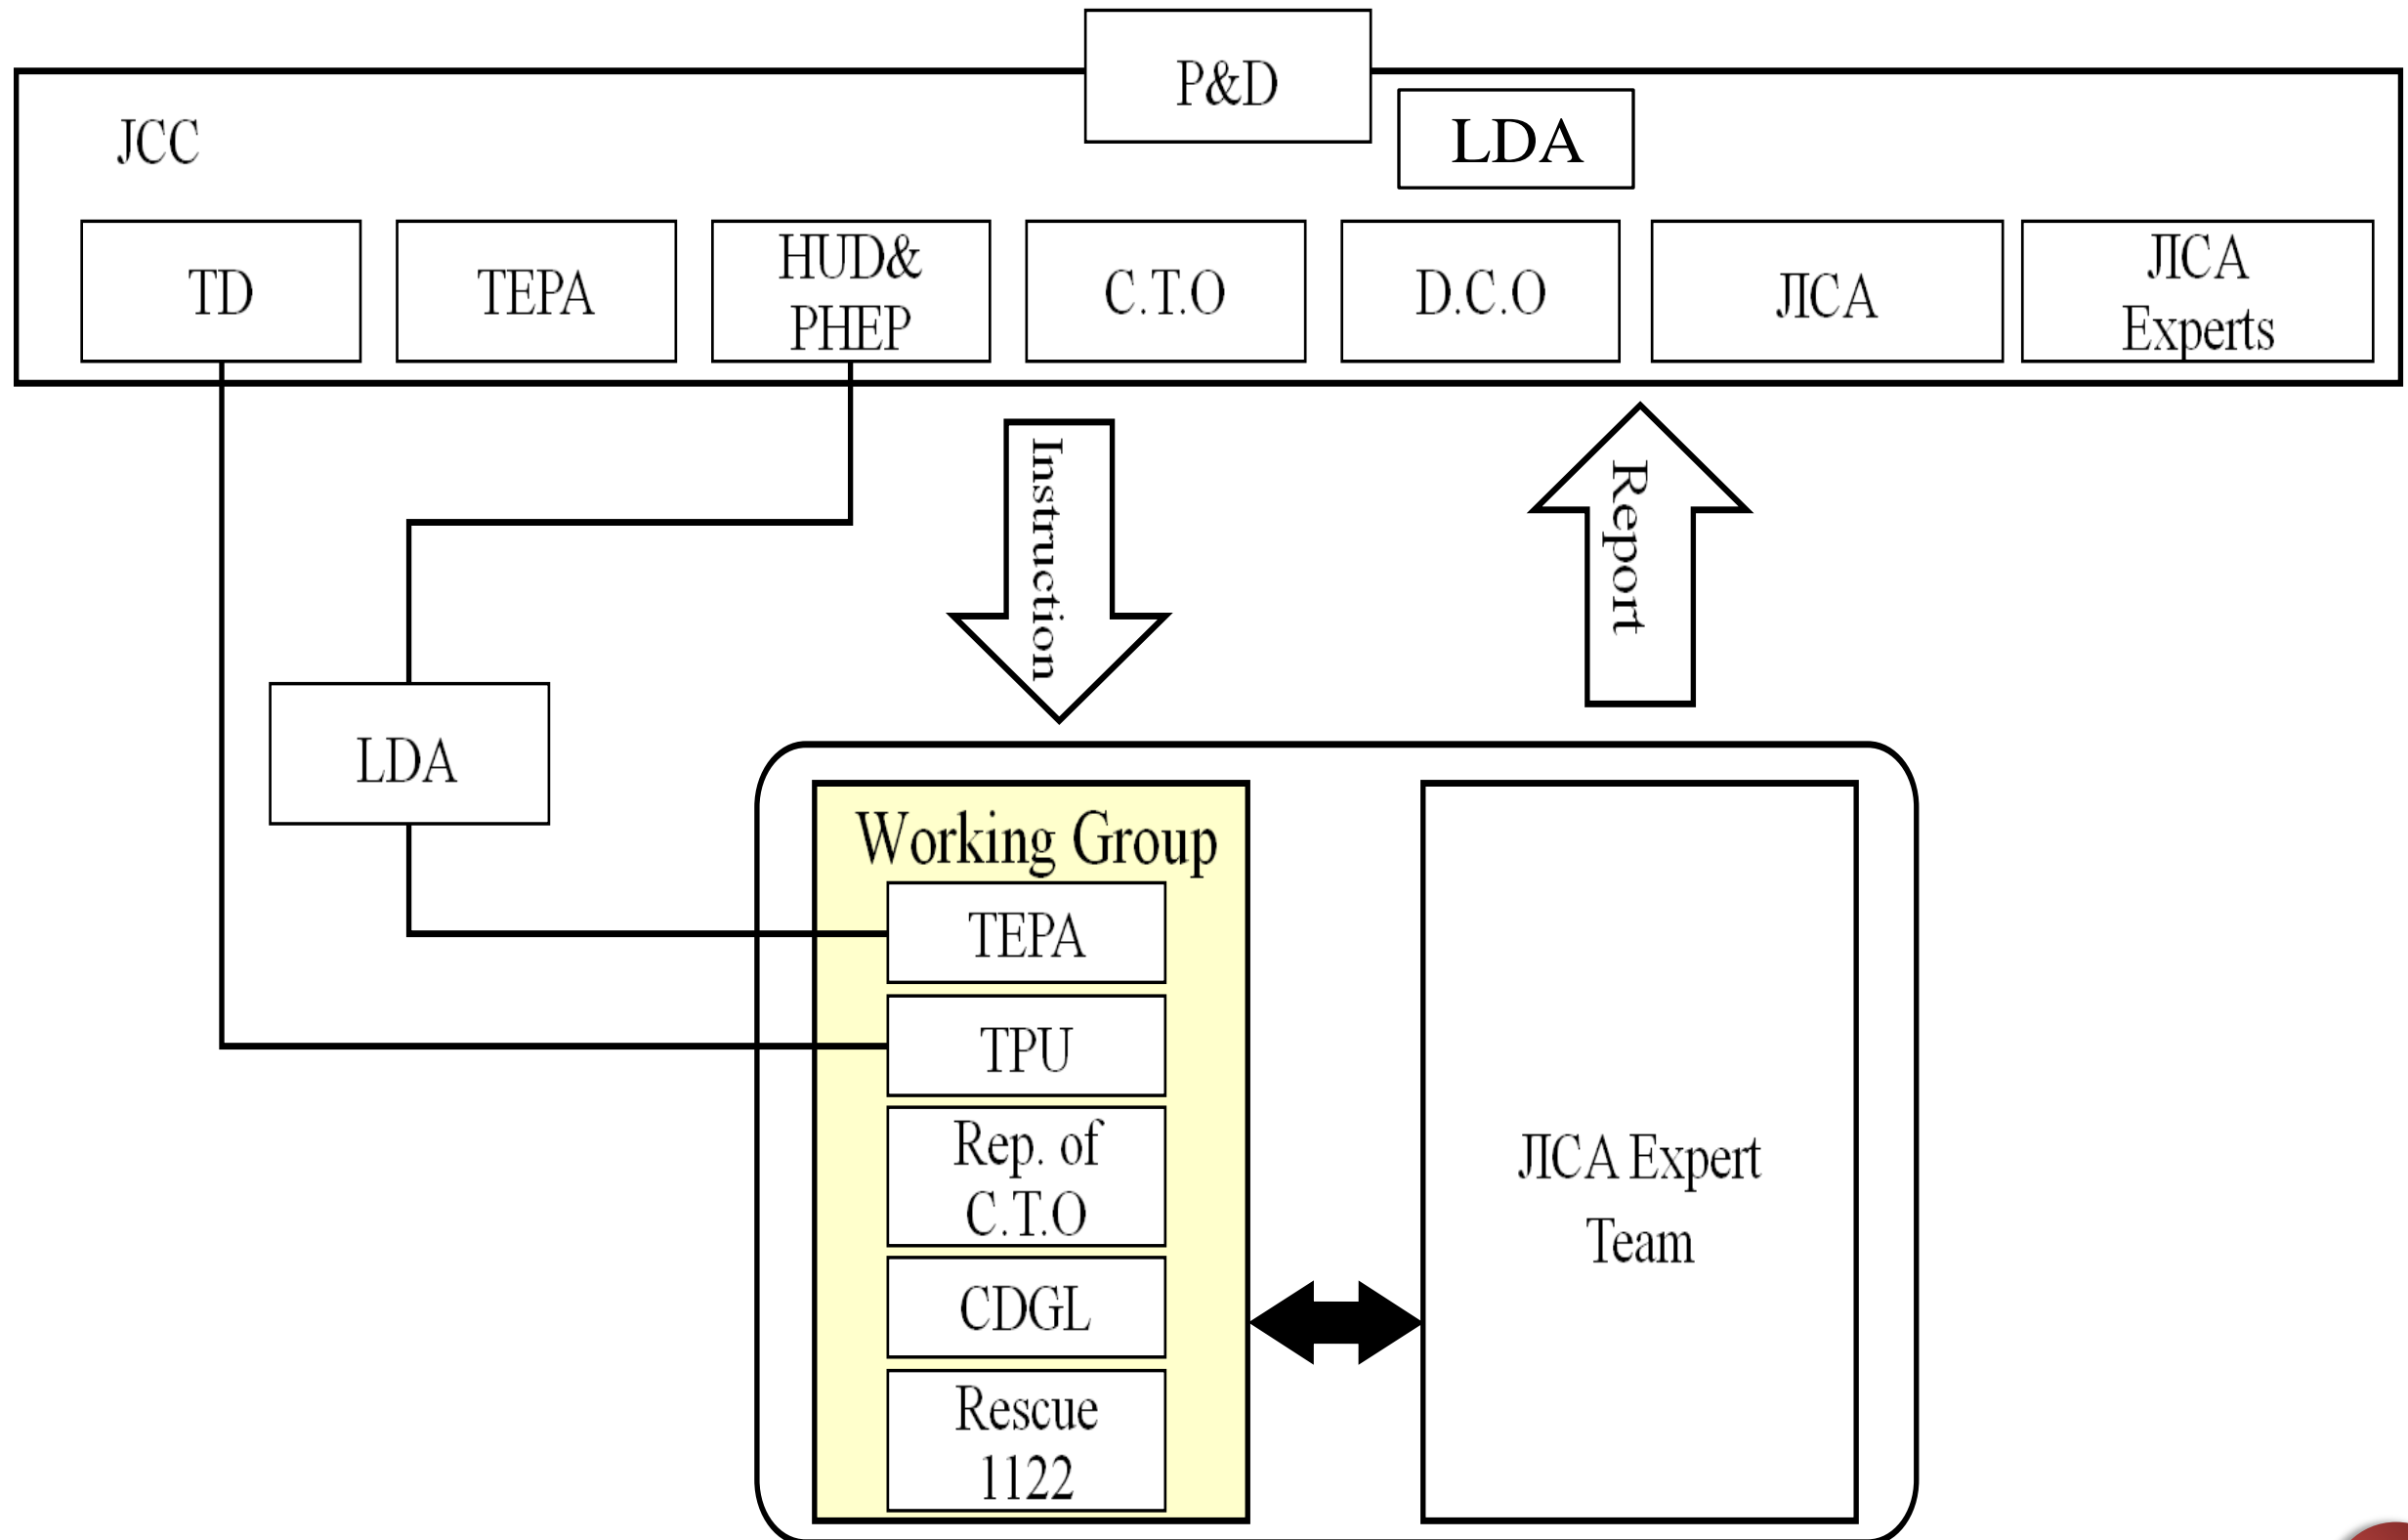 P&D
LDA
JCC
TD
TEPA
HUD&
PHEP
C.T.O
D.C.O
JICA
JICA
Experts
Instruction
Report
LDA
Working Group
TEPA
TPU
Rep. of
C.T.O
CDGL
Rescue
1122
JICA Expert
Team